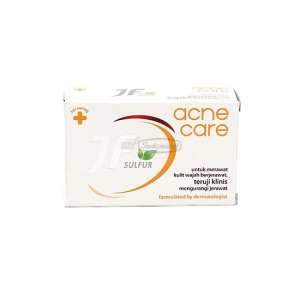 acne
care
JF
SULFUR
untuk merawat
kulit wajah berjerawat,
teruji klinis
mengurangi jerawat
formulated by dermatologist